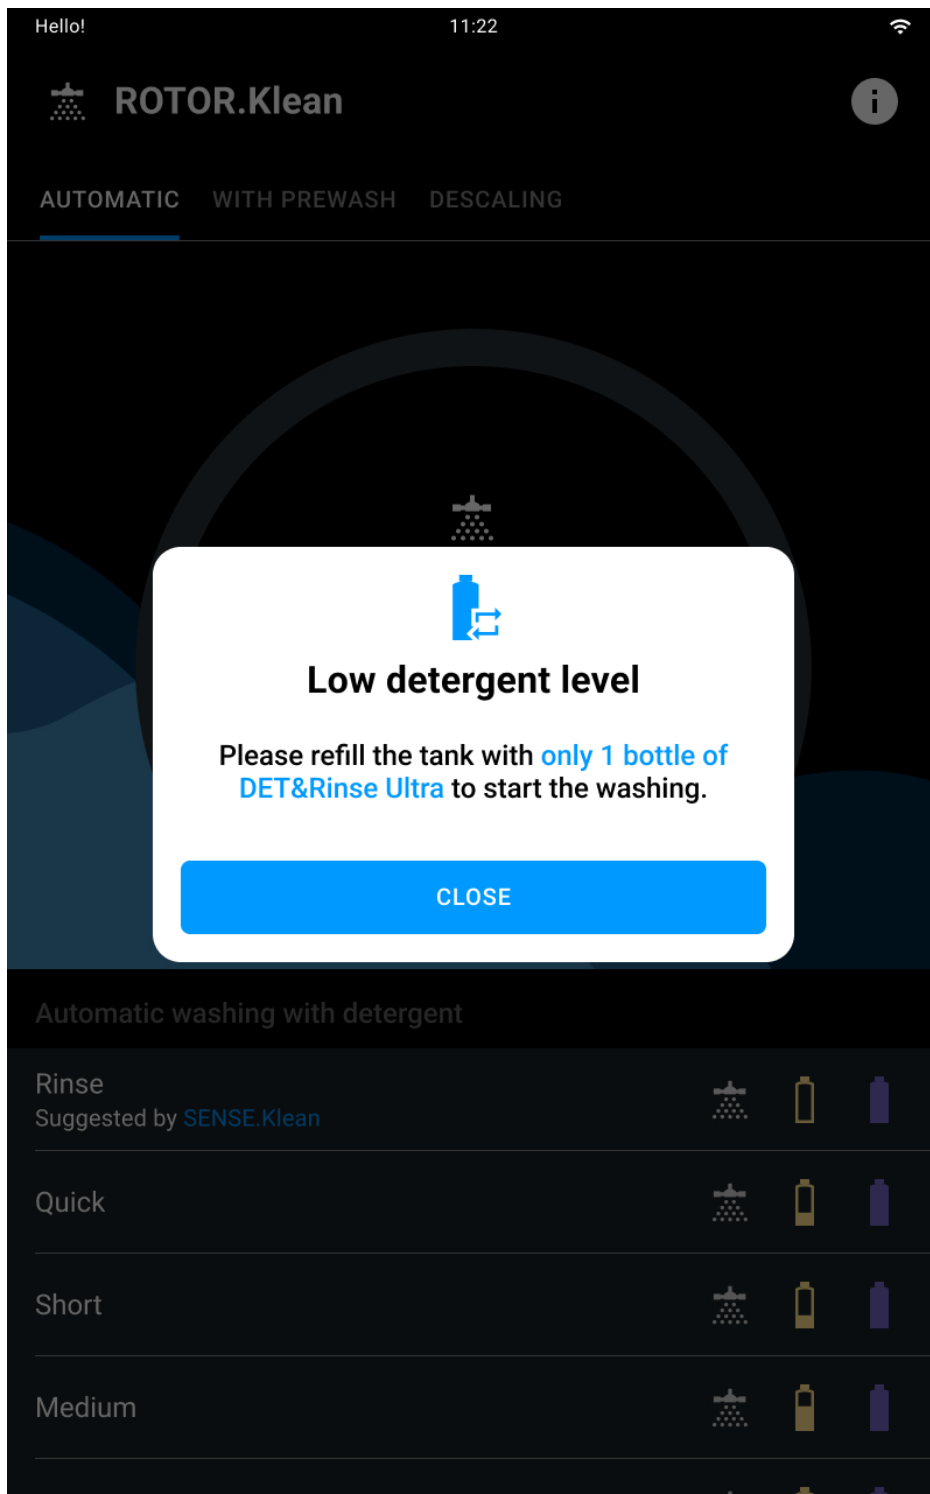 Hello! 11:22
ROTOR.Klean
AUTOMATIC WITH PREWASH DESCALING
Low detergent level
Please refill the tank with only 1 bottle of
DET&Rinse Ultra to start the washing.
CLOSE
Automatic washing with detergent
Rinse
Suggested by SENSE.Klean
Quick
Short
Medium